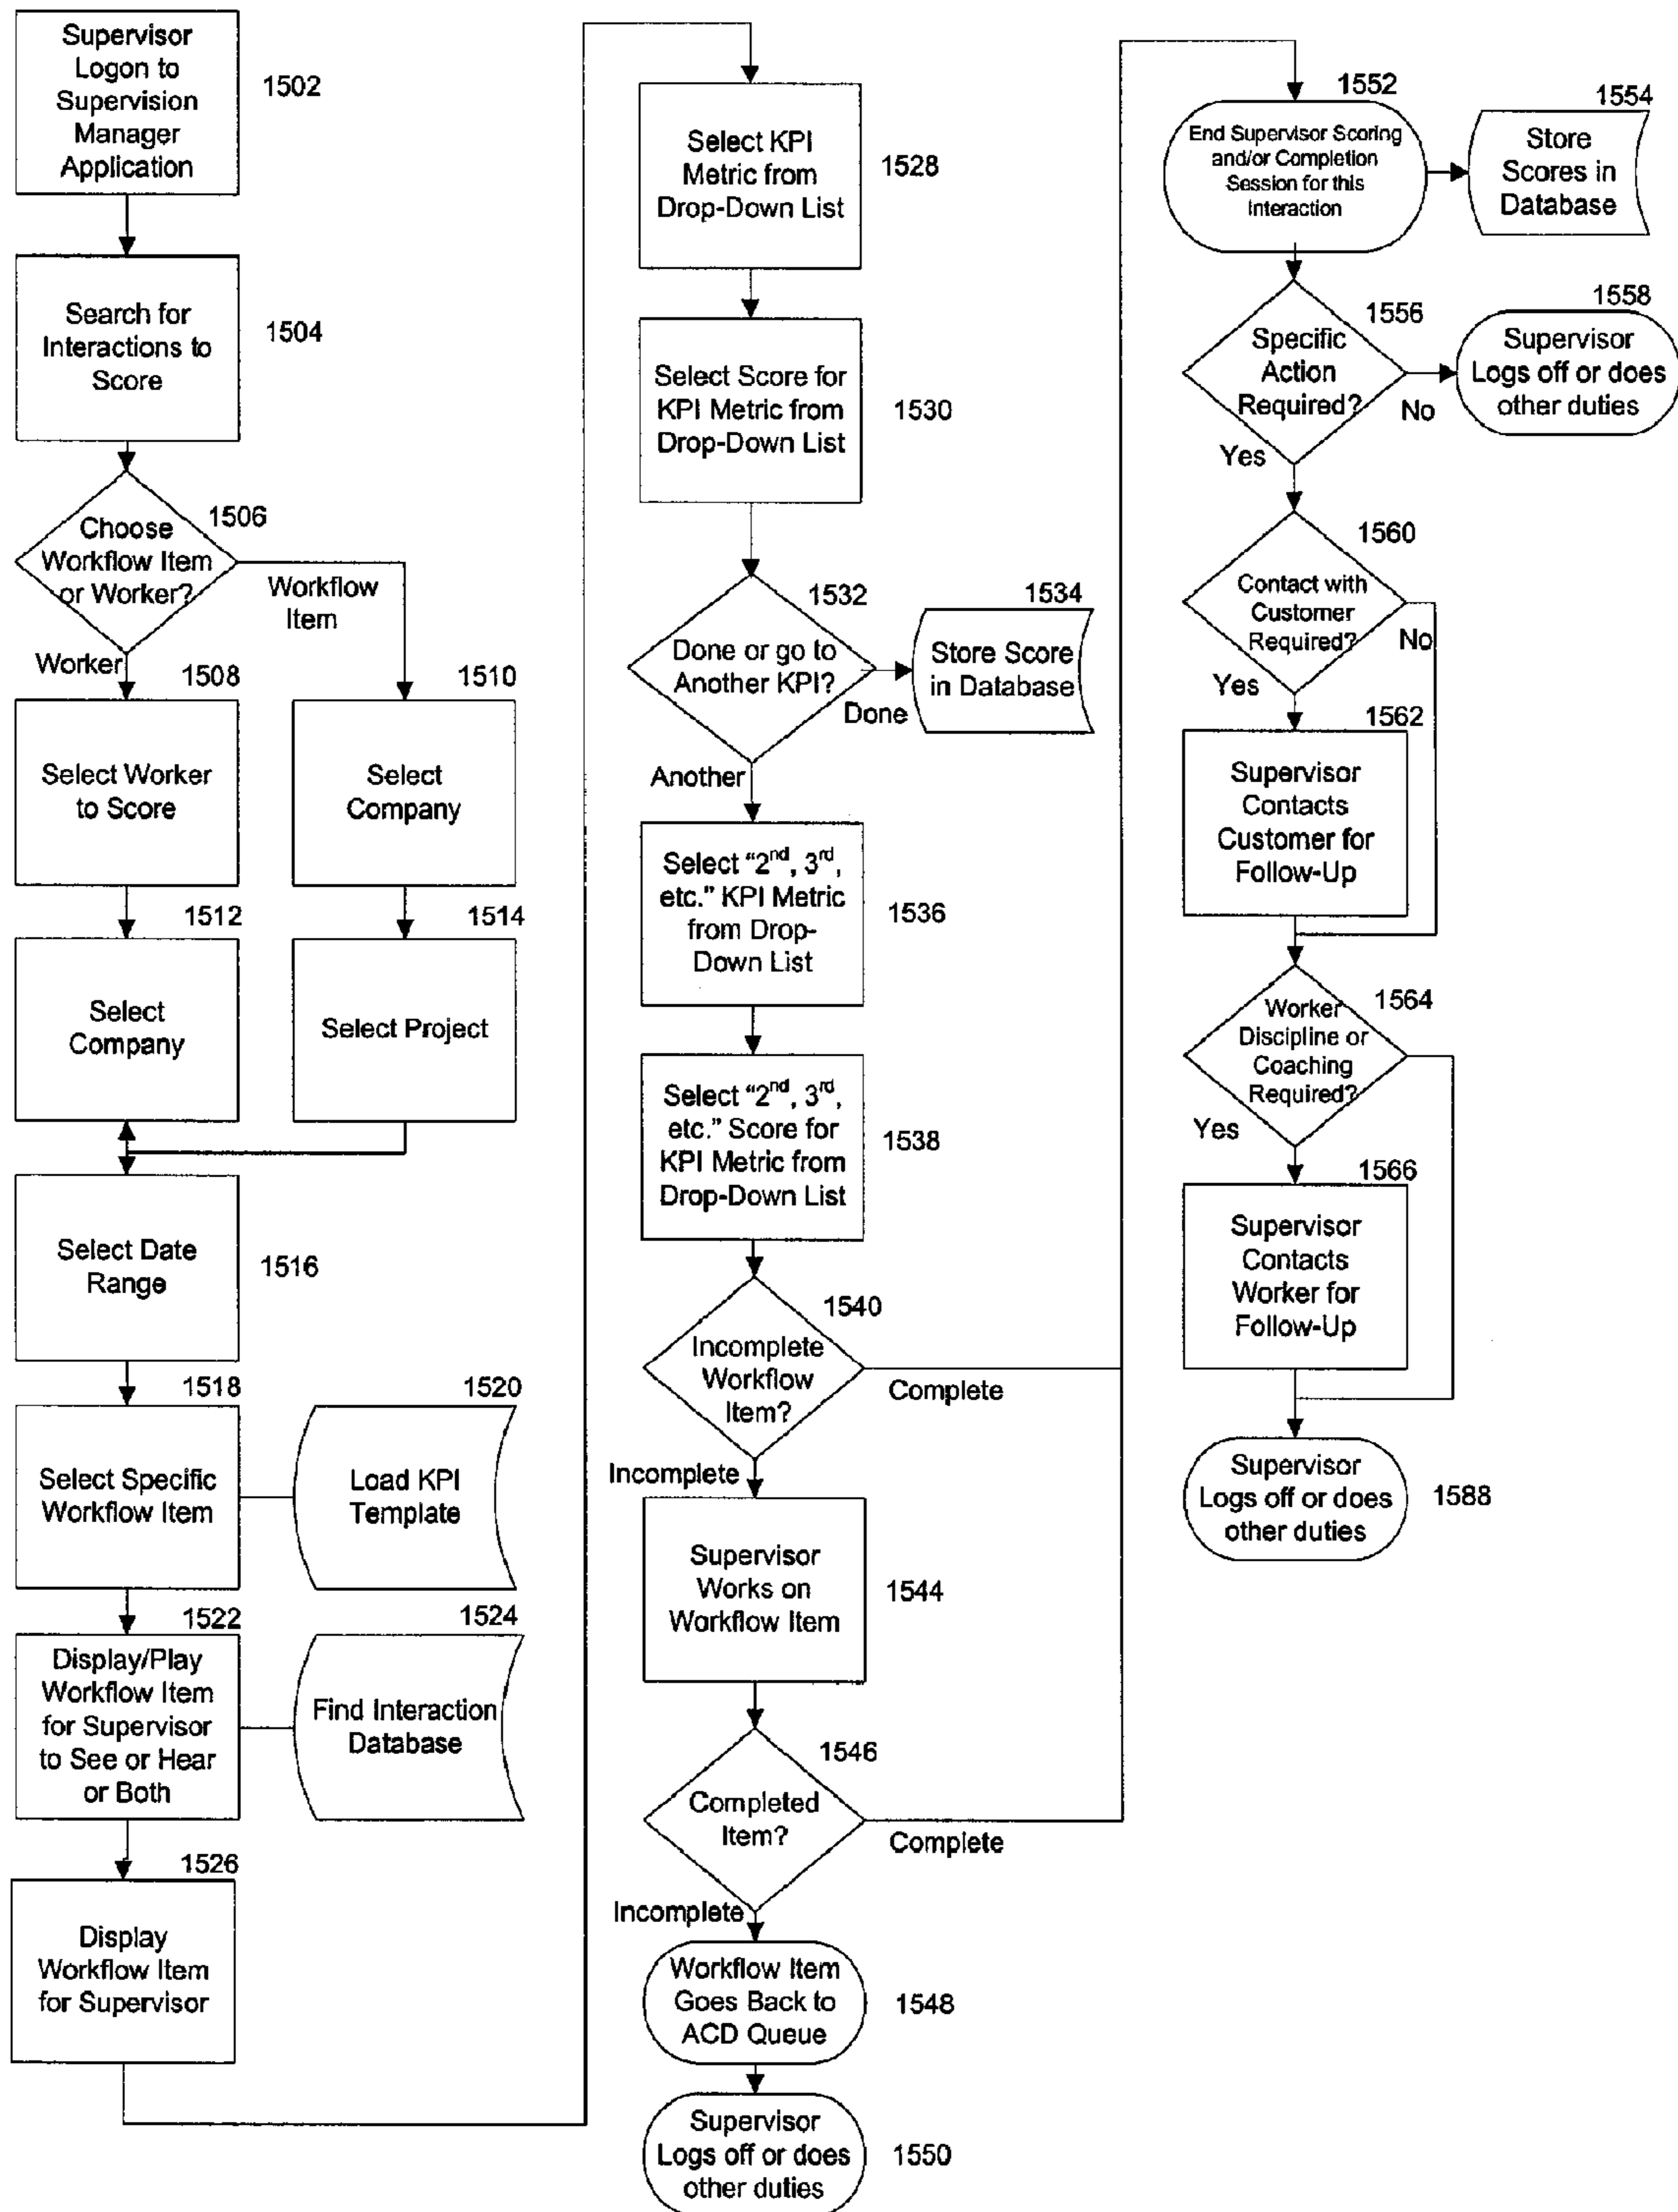 Supervisor
Logon to
Supervision
Manager
Application
1502
Search for
Interactions to
Score
1504
Choose
Workflow Item
or Worker?
1506
Workflow
Item
Worker
1508
Select Worker
to Score
1510
Select
Company
1512
Select
Company
1514
Select Project
Select Date
Range
1516
1518
Select Specific
Workflow Item
1520
Load KPI
Template
1522
Display/Play
Workflow Item
for Supervisor
to See or Hear
or Both
1524
Find Interaction
Database
1526
Display
Workflow Item
for Supervisor
Select KPI
Metric from
Drop-Down List
1528
Select Score for
KPI Metric from
Drop-Down List
1530
1532
Done or go to
Another KPI?
Done
1534
Store Score
in Database
Another
Select “2nd, 3rd,
etc.” KPI Metric
from Drop-
Down List
1536
Select “2nd, 3rd,
etc.” Score for
KPI Metric from
Drop-Down List
1538
1540
Incomplete
Workflow
Item?
Complete
Incomplete
Supervisor
Works on
Workflow Item
1544
1546
Completed
Item?
Complete
Incomplete
Workflow Item
Goes Back to
ACD Queue
1548
Supervisor
Logs off or does
other duties
1550
1552
End Supervisor Scoring
and/or Completion
Session for this
Interaction
1554
Store
Scores in
Database
1556
Specific
Action
Required?
No
Yes
1558
Supervisor
Logs off or does
other duties
1560
Contact with
Customer
Required?
No
Yes
1562
Supervisor
Contacts
Customer for
Follow-Up
1564
Worker
Discipline or
Coaching
Required?
Yes
1566
Supervisor
Contacts
Worker for
Follow-Up
Supervisor
Logs off or does
other duties
1588